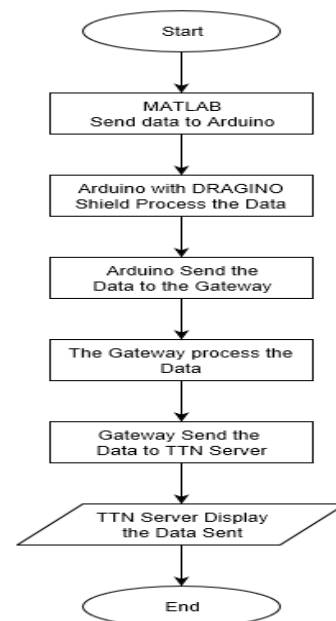 Start
MATLAB
Send data to Arduino
Arduino with DRAGINO
Shield Process the Data
Arduino Send the
Data to the Gateway
The Gateway process the
Data
Gateway Send the
Data to TTN Server
TTN Server Display
the Data Sent
End